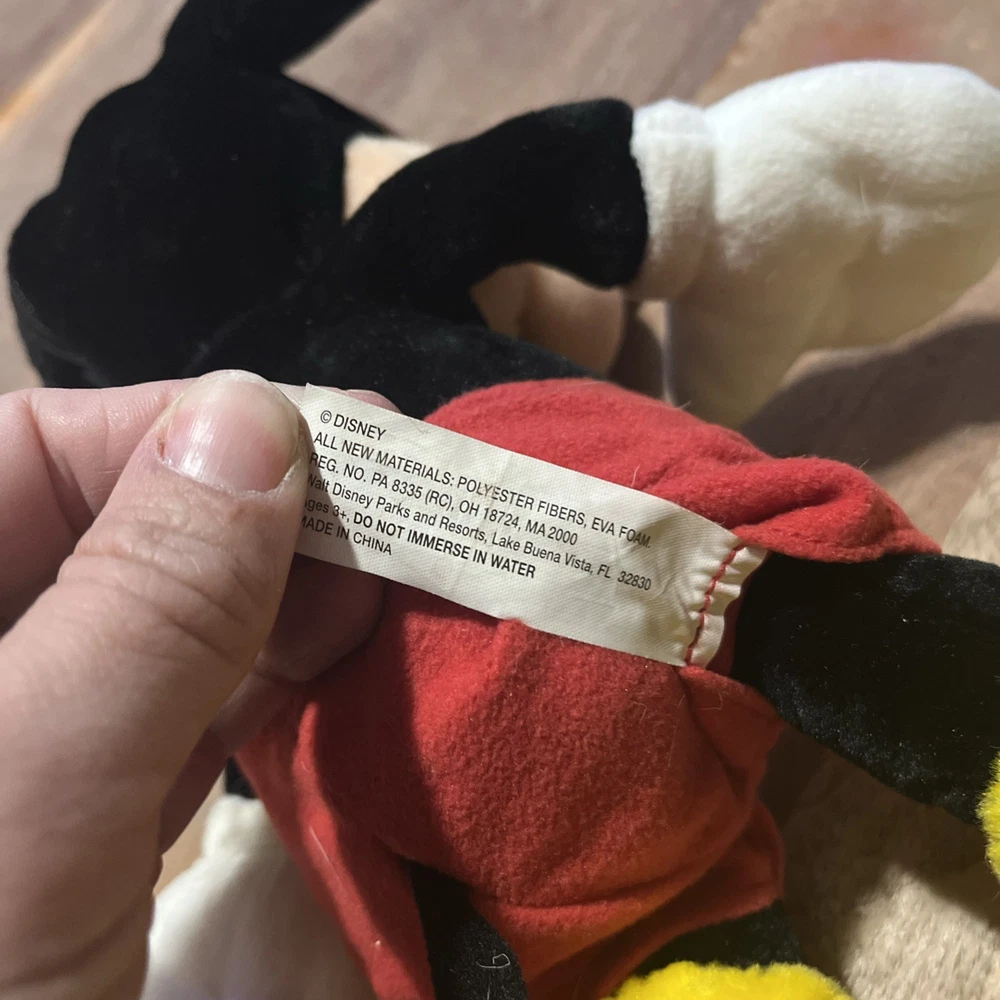 © DISNEY
ALL NEW MATERIALS: POLYESTER FIBERS, EVA FOAM.
REG. NO. PA 8335 (RC), OH 18724, MA 2000
Walt Disney Parks and Resorts, Lake Buena Vista, FL 32830
Ages 3+, DO NOT IMMERSE IN WATER
MADE IN CHINA